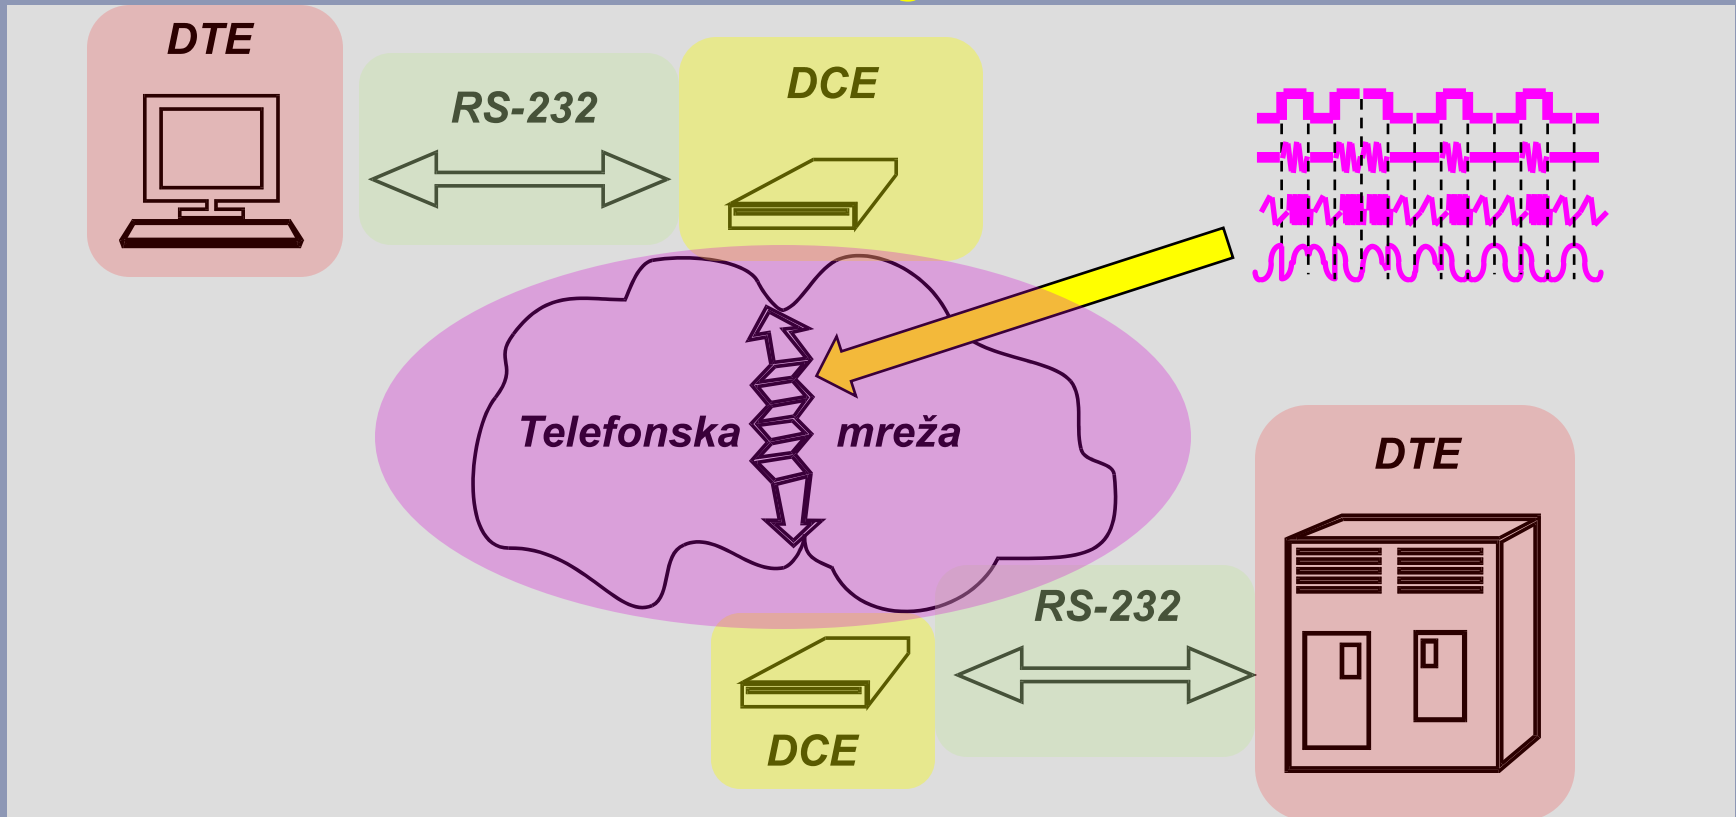 DTE
RS-232
DCE
Telefonska mreža
DTE
RS-232
DCE